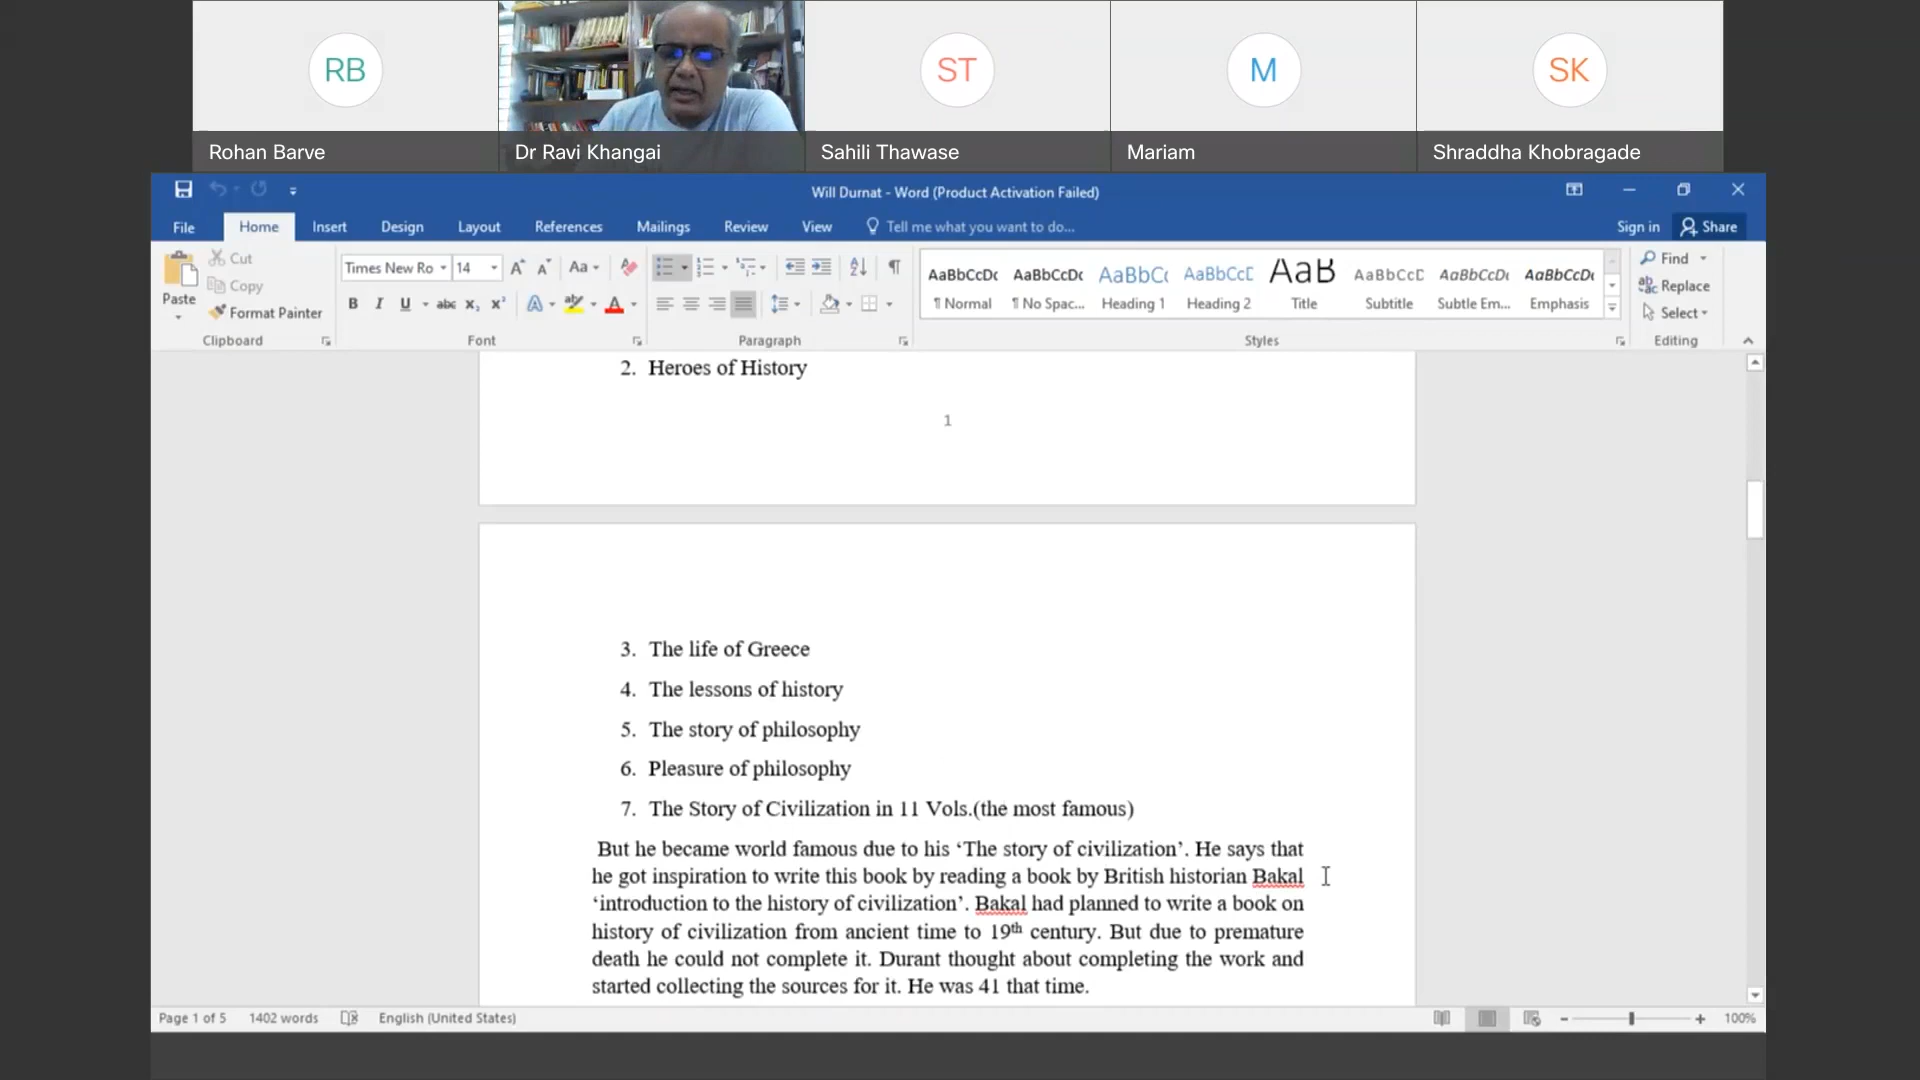 RB
ST
M
SK
Rohan Barve
Dr Ravi Khangai
Sahili Thawase
Mariam
Shraddha Khobragade
Will Durnat - Word (Product Activation Failed)
File
Home
Insert
Design
Layout
References
Mailings
Review
View
Tell me what you want to do...
Sign in
Share
Paste
Cut
Copy
Format Painter
Clipboard
Times New Ro
14
Aa
B I U abc x₂ x²
Font
Paragraph
AaBbCcDc AaBbCcDc AaBbC( AaBbCcE AaB AaBbCcD AaBbCcDc AaBbCcDc
¶ Normal
¶ No Spac...
Heading 1
Heading 2
Title
Subtitle
Subtle Em...
Emphasis
Styles
Find
Replace
Select
Editing
2. Heroes of History
1
3. The life of Greece
4. The lessons of history
5. The story of philosophy
6. Pleasure of philosophy
7. The Story of Civilization in 11 Vols.(the most famous)
But he became world famous due to his ‘The story of civilization’. He says that
he got inspiration to write this book by reading a book by British historian Bakal
‘introduction to the history of civilization’. Bakal had planned to write a book on
history of civilization from ancient time to 19th century. But due to premature
death he could not complete it. Durant thought about completing the work and
started collecting the sources for it. He was 41 that time.
Page 1 of 5
1402 words
English (United States)
100%